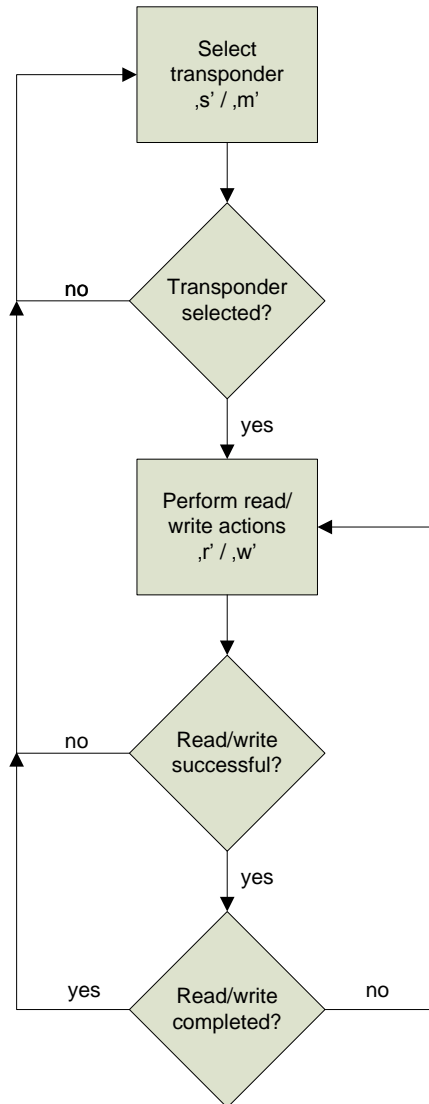 Select
transponder
‚s’ / ‚m’
no
Transponder
selected?
yes
Perform read/
write actions
‚r’ / ‚w’
no
Read/write
successful?
yes
yes
Read/write
completed?
no